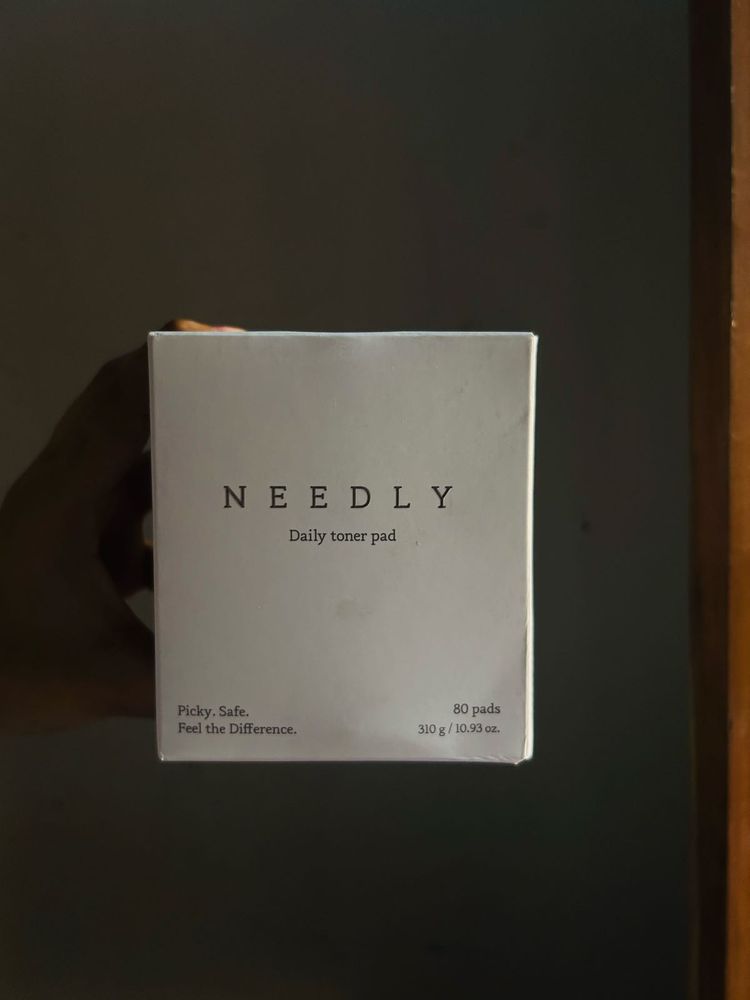 NEEDLY
Daily toner pad
Picky. Safe.
Feel the Difference.
80 pads
310 g / 10.93 oz.